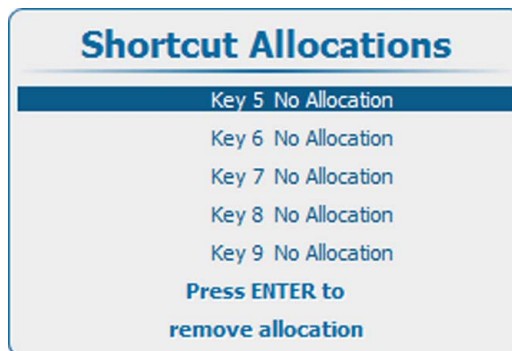 Shortcut Allocations
Key 5 No Allocation
Key 6 No Allocation
Key 7 No Allocation
Key 8 No Allocation
Key 9 No Allocation
Press ENTER to
remove allocation